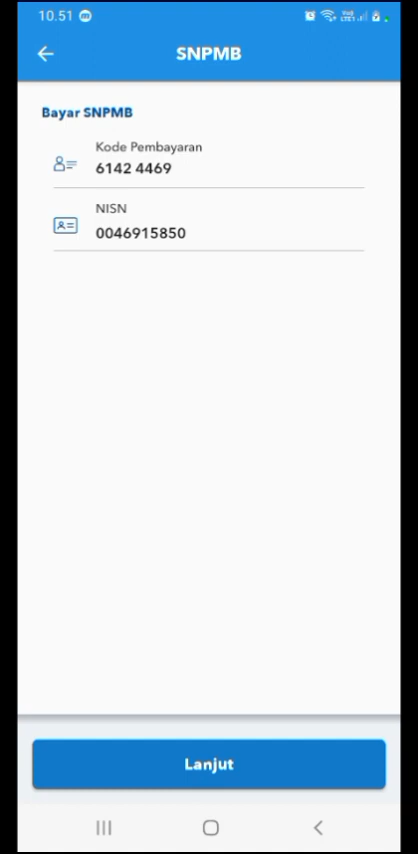 10.51
SNPMB
Bayar SNPMB
Kode Pembayaran
6142 4469
NISN
0046915850
Lanjut